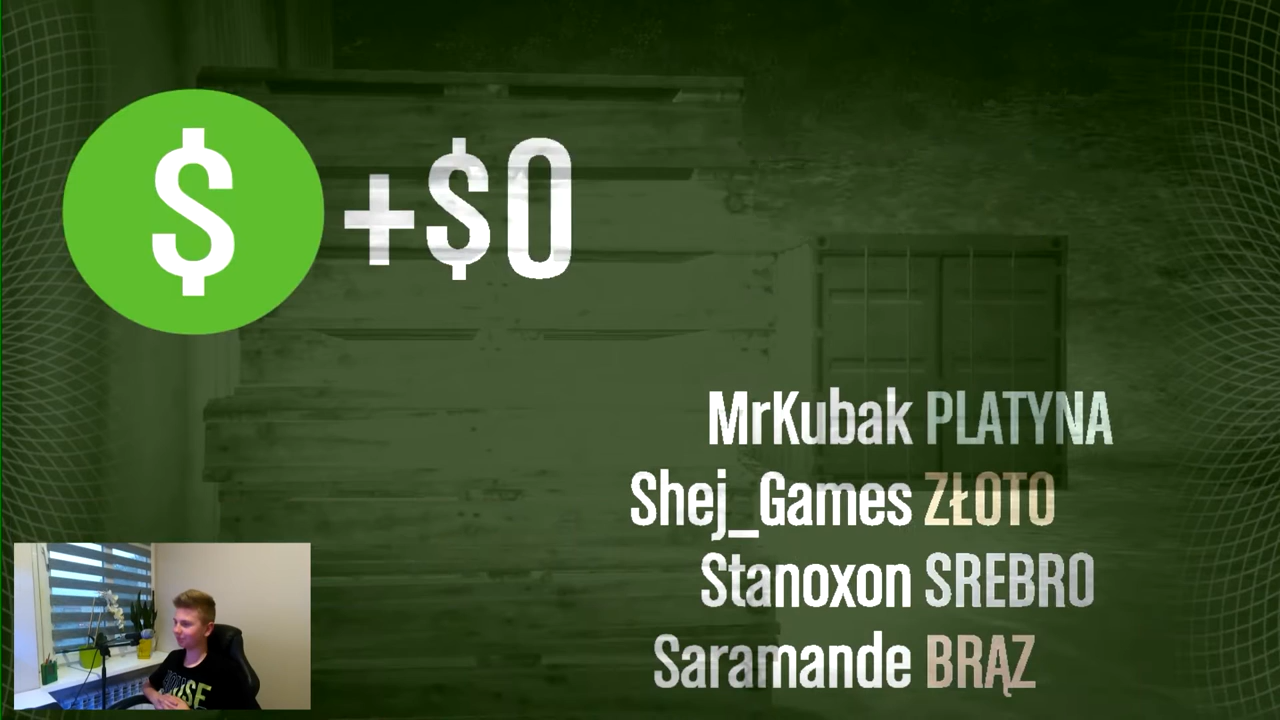 $ +$0
MrKubak PLATYNA
Shej_Games ZŁOTO
Stanoxon SREBRO
Saramande BRĄZ